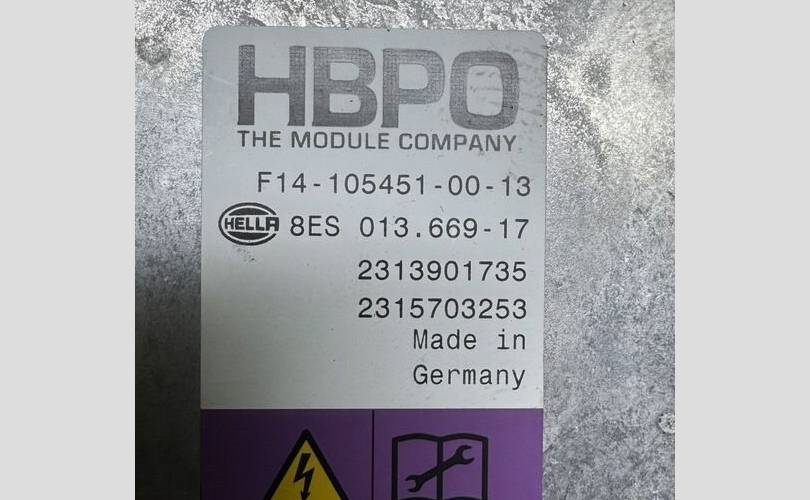 HBPO
THE MODULE COMPANY
F14-105451-00-13
HELLA 8ES 013.669-17
2313901735
2315703253
Made in
Germany